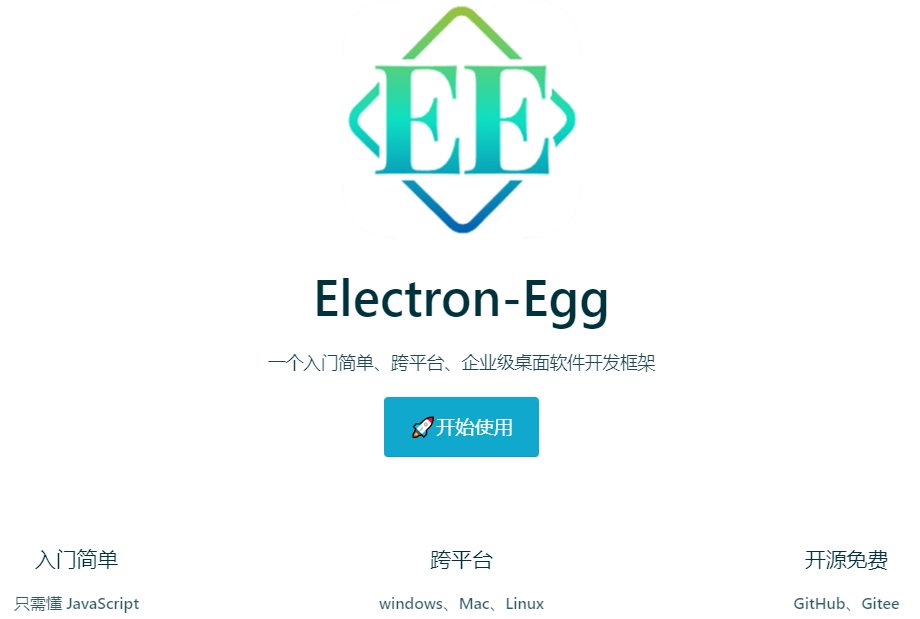 EE
Electron-Egg
一个入门简单、跨平台、企业级桌面软件开发框架
🚀开始使用
入门简单
跨平台
开源免费
只需懂 JavaScript
windows、Mac、Linux
GitHub、Gitee